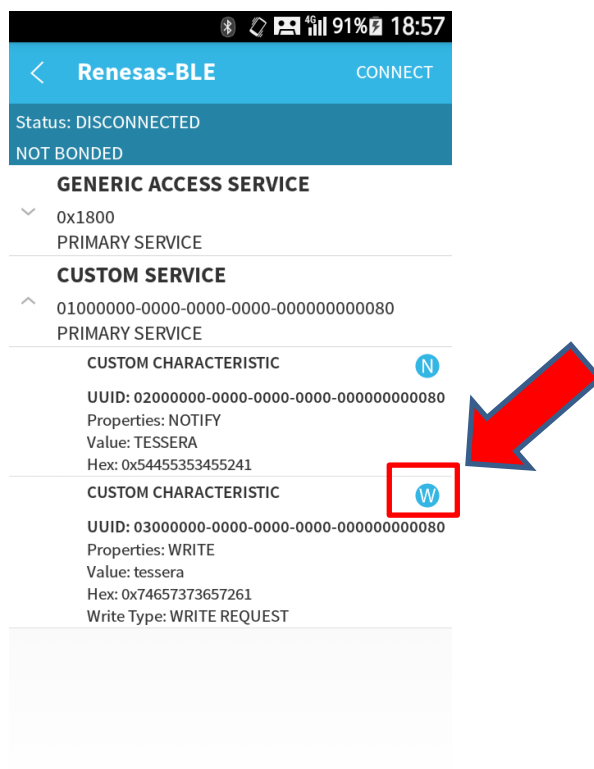 4G 91% 18:57
Renesas-BLE CONNECT
Status: DISCONNECTED
NOT BONDED
GENERIC ACCESS SERVICE
0x1800
PRIMARY SERVICE
CUSTOM SERVICE
01000000-0000-0000-0000-000000000080
PRIMARY SERVICE
CUSTOM CHARACTERISTIC N
UUID: 02000000-0000-0000-0000-000000000080
Properties: NOTIFY
Value: TESSERA
Hex: 0x54455353455241
CUSTOM CHARACTERISTIC W
UUID: 03000000-0000-0000-0000-000000000080
Properties: WRITE
Value: tessera
Hex: 0x74657373657261
Write Type: WRITE REQUEST